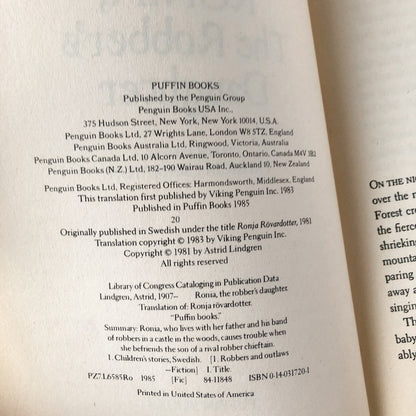 PUFFIN BOOKS
Published by the Penguin Group
Penguin Books USA Inc.,
375 Hudson Street, New York, New York 10014, U.S.A.
Penguin Books Ltd, 27 Wrights Lane, London W8 5TZ, England
Penguin Books Australia Ltd, Ringwood, Victoria, Australia
Penguin Books Canada Ltd, 10 Alcorn Avenue, Toronto, Ontario, Canada M4V 3B2
Penguin Books (N.Z.) Ltd, 182-190 Wairau Road, Auckland 10, New Zealand
Penguin Books Ltd, Registered Offices: Harmondsworth, Middlesex, England
This translation first published by Viking Penguin Inc. 1983
Published in Puffin Books 1985
20
Originally published in Swedish under the title Ronja Rövardotter, 1981
Translation copyright © 1983 by Viking Penguin Inc.
Copyright © 1981 by Astrid Lindgren
All rights reserved
Library of Congress Cataloging in Publication Data
Lindgren, Astrid, 1907– Ronia, the robber's daughter.
Translation of: Ronja rövardotter.
"Puffin books."
Summary: Ronia, who lives with her father and his band
of robbers in a castle in the woods, causes trouble when
she befriends the son of a rival robber chieftain.
1. Children's stories, Swedish. [1. Robbers and outlaws
—Fiction] I. Title.
PZ7.L6585Ro 1985 [Fic] 84-11848 ISBN 0-14-031720-1
Printed in United States of America
ON THE NI
over the
Forest cr
the fierce
shriekin
mounta
paring
away a
singin
Th
baby
ably